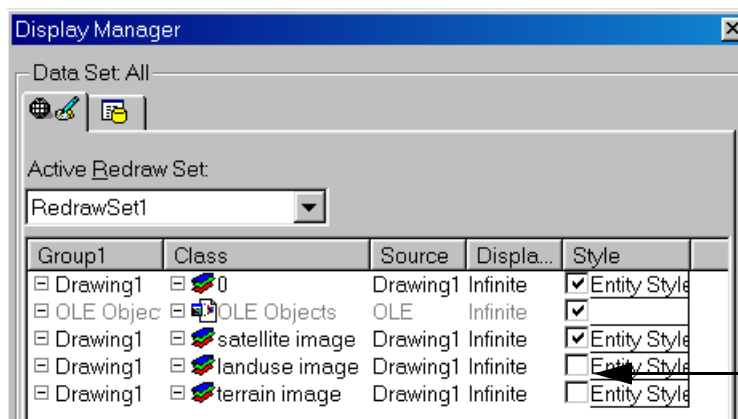 Display Manager
Data Set: All
Active Redraw Set:
RedrawSet1
Group1 Class Source Displa... Style
Drawing1 0 Drawing1 Infinite Entity Style
OLE Objec OLE Objects OLE Infinite
Drawing1 satellite image Drawing1 Infinite Entity Style
Drawing1 landuse image Drawing1 Infinite Entity Style
Drawing1 terrain image Drawing1 Infinite Entity Style